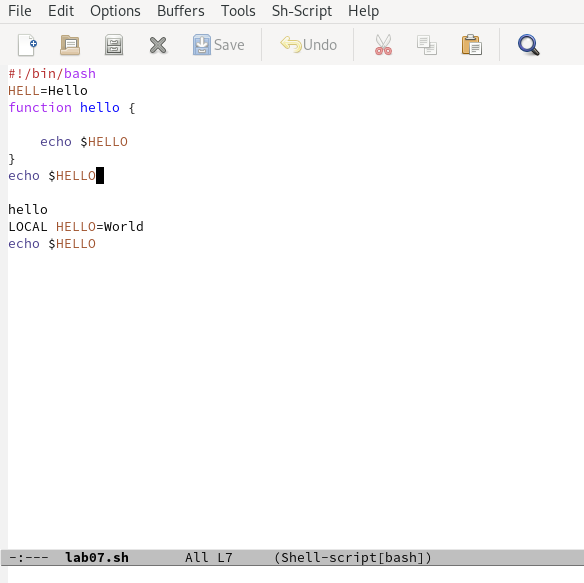 File Edit Options Buffers Tools Sh-Script Help
Save Undo
#!/bin/bash
HELL=Hello
function hello {
echo $HELLO
}
echo $HELLO
hello
LOCAL HELLO=World
echo $HELLO
-:--- lab07.sh All L7 (Shell-script[bash])